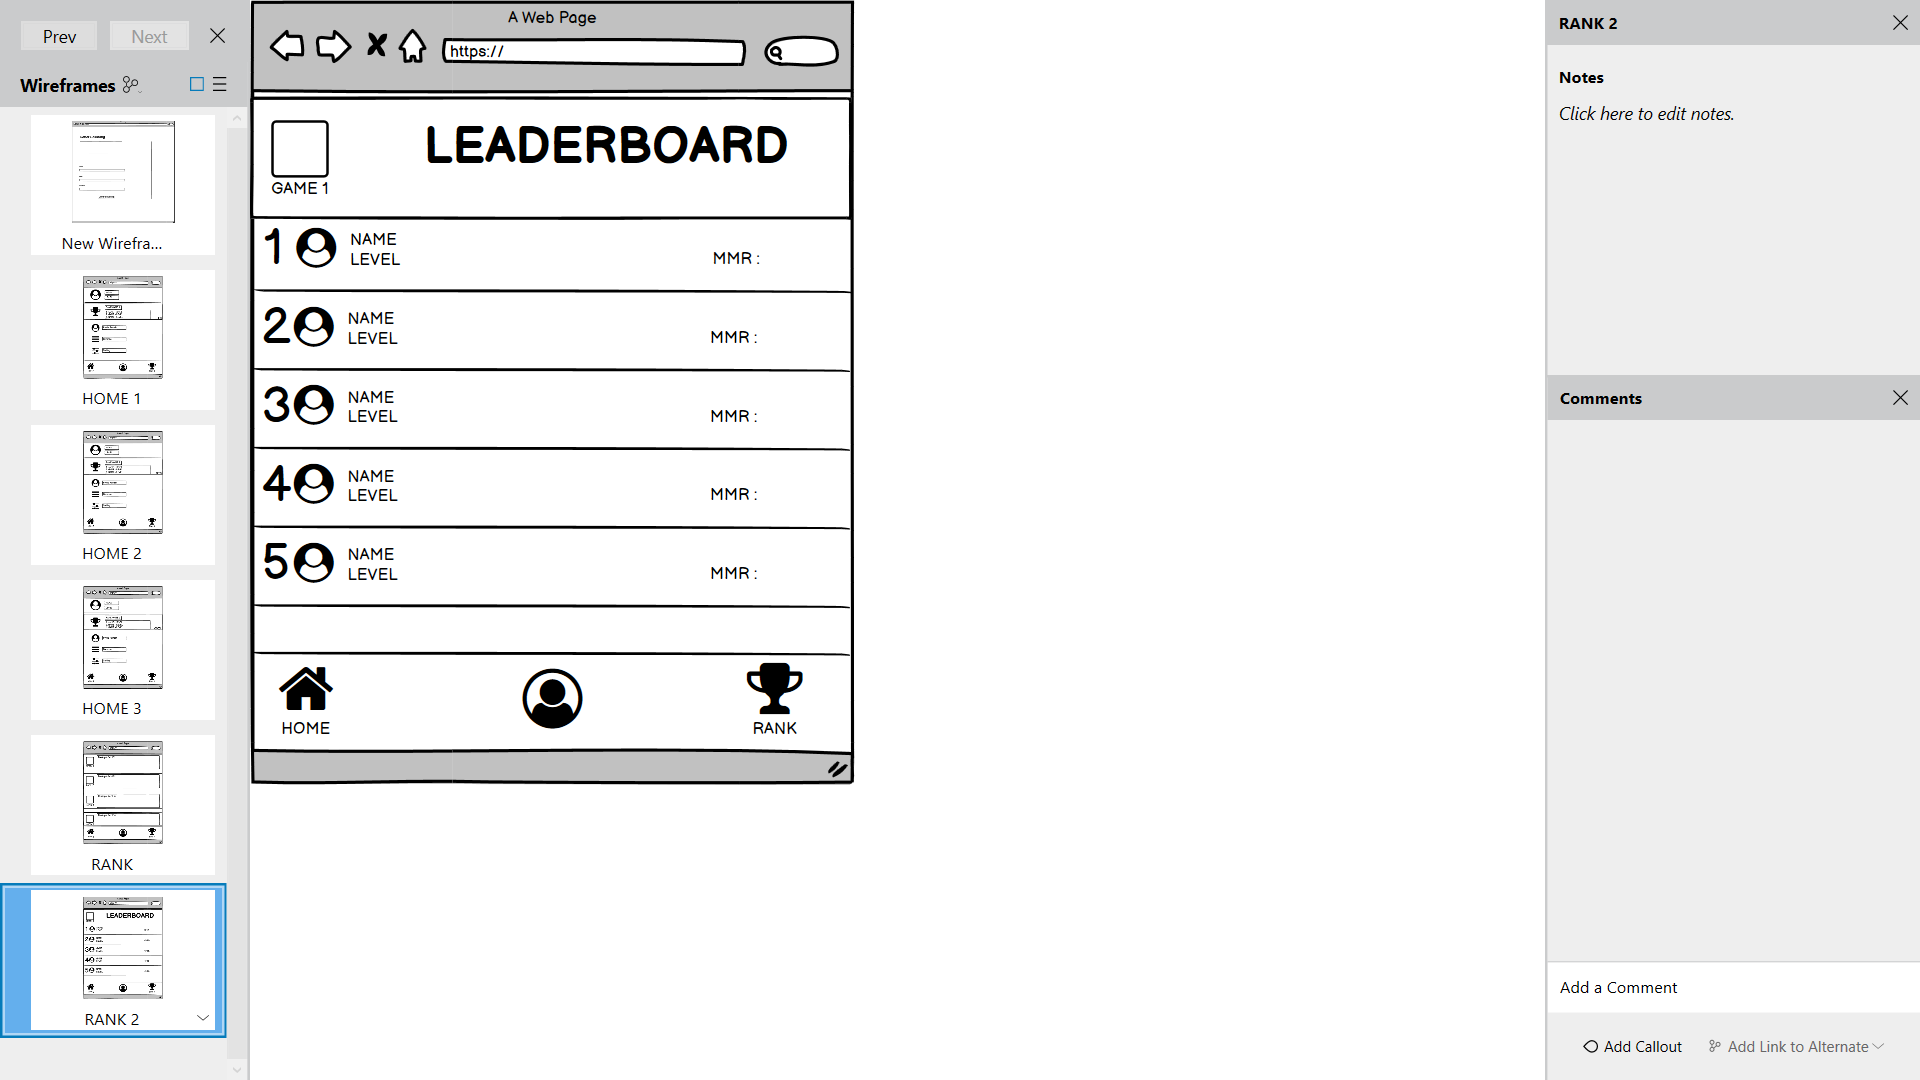 Prev
Next
Wireframes
New Wirefra...
HOME 1
HOME 2
HOME 3
RANK
LEADERBOARD
RANK 2
A Web Page
https://
LEADERBOARD
GAME 1
1
NAME
LEVEL
MMR :
2
NAME
LEVEL
MMR :
3
NAME
LEVEL
MMR :
4
NAME
LEVEL
MMR :
5
NAME
LEVEL
MMR :
HOME
RANK
RANK 2
Notes
Click here to edit notes.
Comments
Add a Comment
Add Callout
Add Link to Alternate